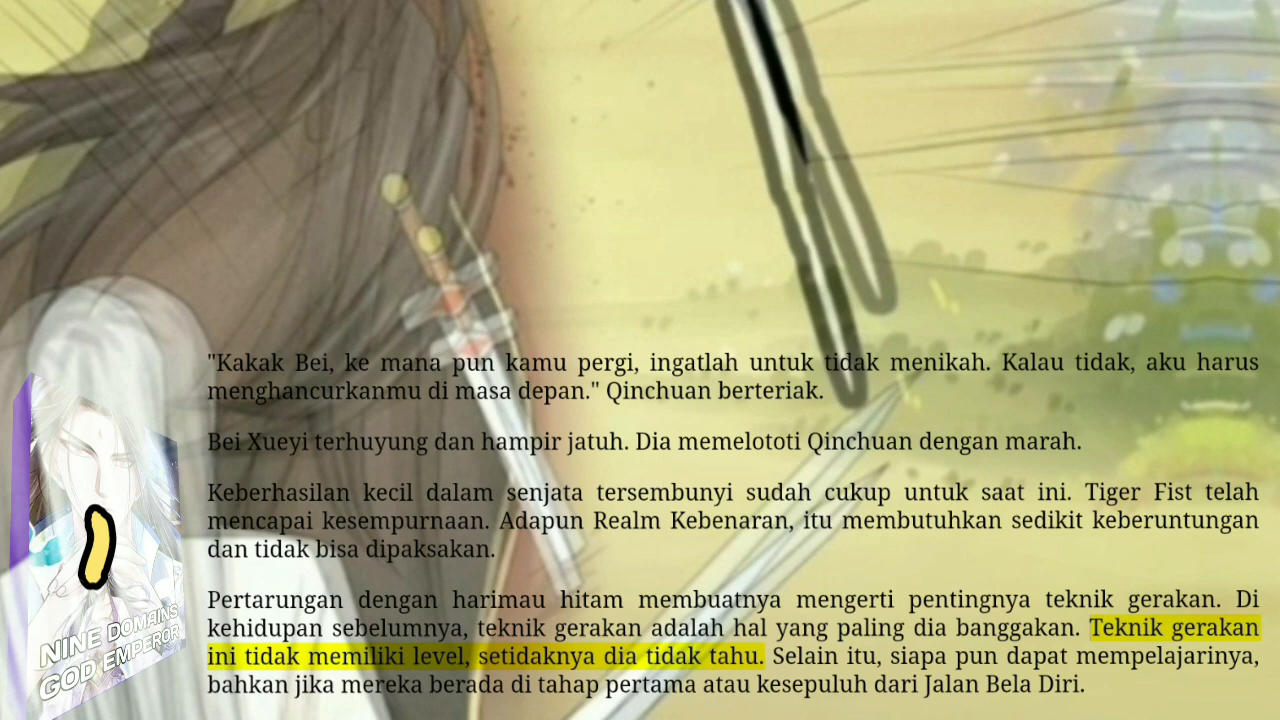 "Kakak Bei, ke mana pun kamu pergi, ingatlah untuk tidak menikah. Kalau tidak, aku harus
menghancurkanmu di masa depan." Qinchuan berteriak.
Bei Xueyi terhuyung dan hampir jatuh. Dia memelototi Qinchuan dengan marah.
Keberhasilan kecil dalam senjata tersembunyi sudah cukup untuk saat ini. Tiger Fist telah
mencapai kesempurnaan. Adapun Realm Kebenaran, itu membutuhkan sedikit keberuntungan
dan tidak bisa dipaksakan.
Pertarungan dengan harimau hitam membuatnya mengerti pentingnya teknik gerakan. Di
kehidupan sebelumnya, teknik gerakan adalah hal yang paling dia banggakan. Teknik gerakan
ini tidak memiliki level, setidaknya dia tidak tahu. Selain itu, siapa pun dapat mempelajarinya,
bahkan jika mereka berada di tahap pertama atau kesepuluh dari Jalan Bela Diri.
NINE DOMAINS
GOD EMPEROR